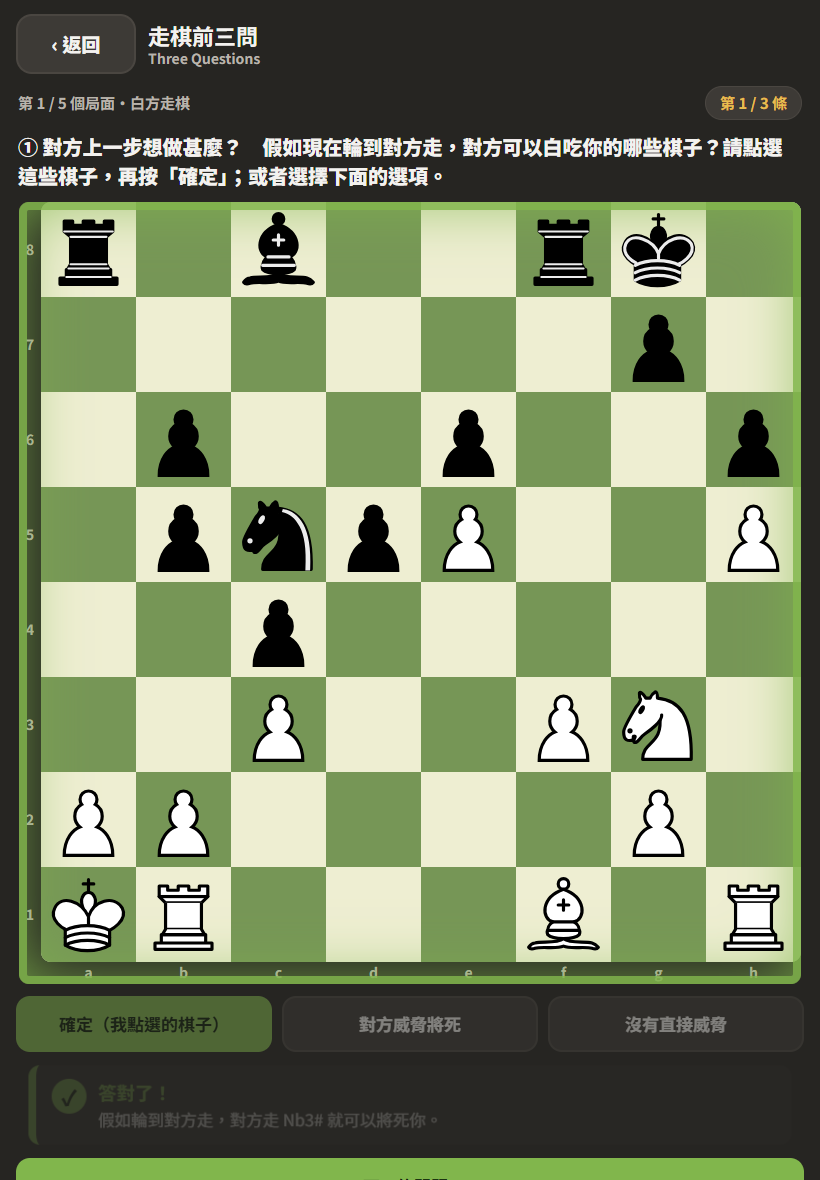 ‹ 返回
走棋前三問
Three Questions
第 1 / 5 個局面・白方走棋
第 1 / 3 條
① 對方上一步想做甚麼？ 假如現在輪到對方走，對方可以白吃你的哪些棋子？請點選
這些棋子，再按「確定」；或者選擇下面的選項。
8
7
6
5
4
3
2
1
a b c d e f g h
確定（我點選的棋子）
對方威脅將死
沒有直接威脅
答對了！
假如輪到對方走，對方走 Nb3# 就可以將死你。